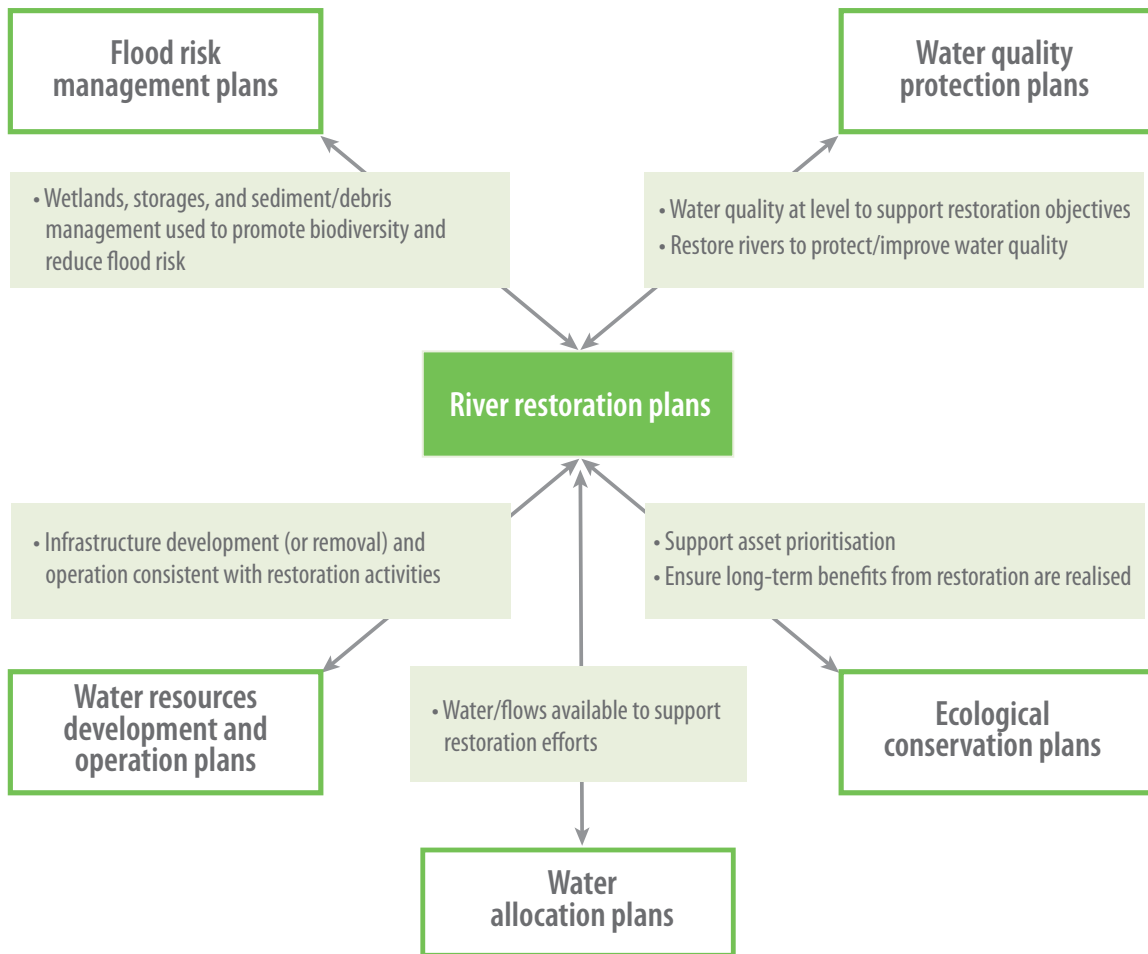 Flood risk
management plans
Water quality
protection plans
• Wetlands, storages, and sediment/debris
management used to promote biodiversity and
reduce flood risk
• Water quality at level to support restoration objectives
• Restore rivers to protect/improve water quality
River restoration plans
• Infrastructure development (or removal) and
operation consistent with restoration activities
• Support asset prioritisation
• Ensure long-term benefits from restoration are realised
Water resources
development and
operation plans
• Water/flows available to support
restoration efforts
Ecological
conservation plans
Water
allocation plans